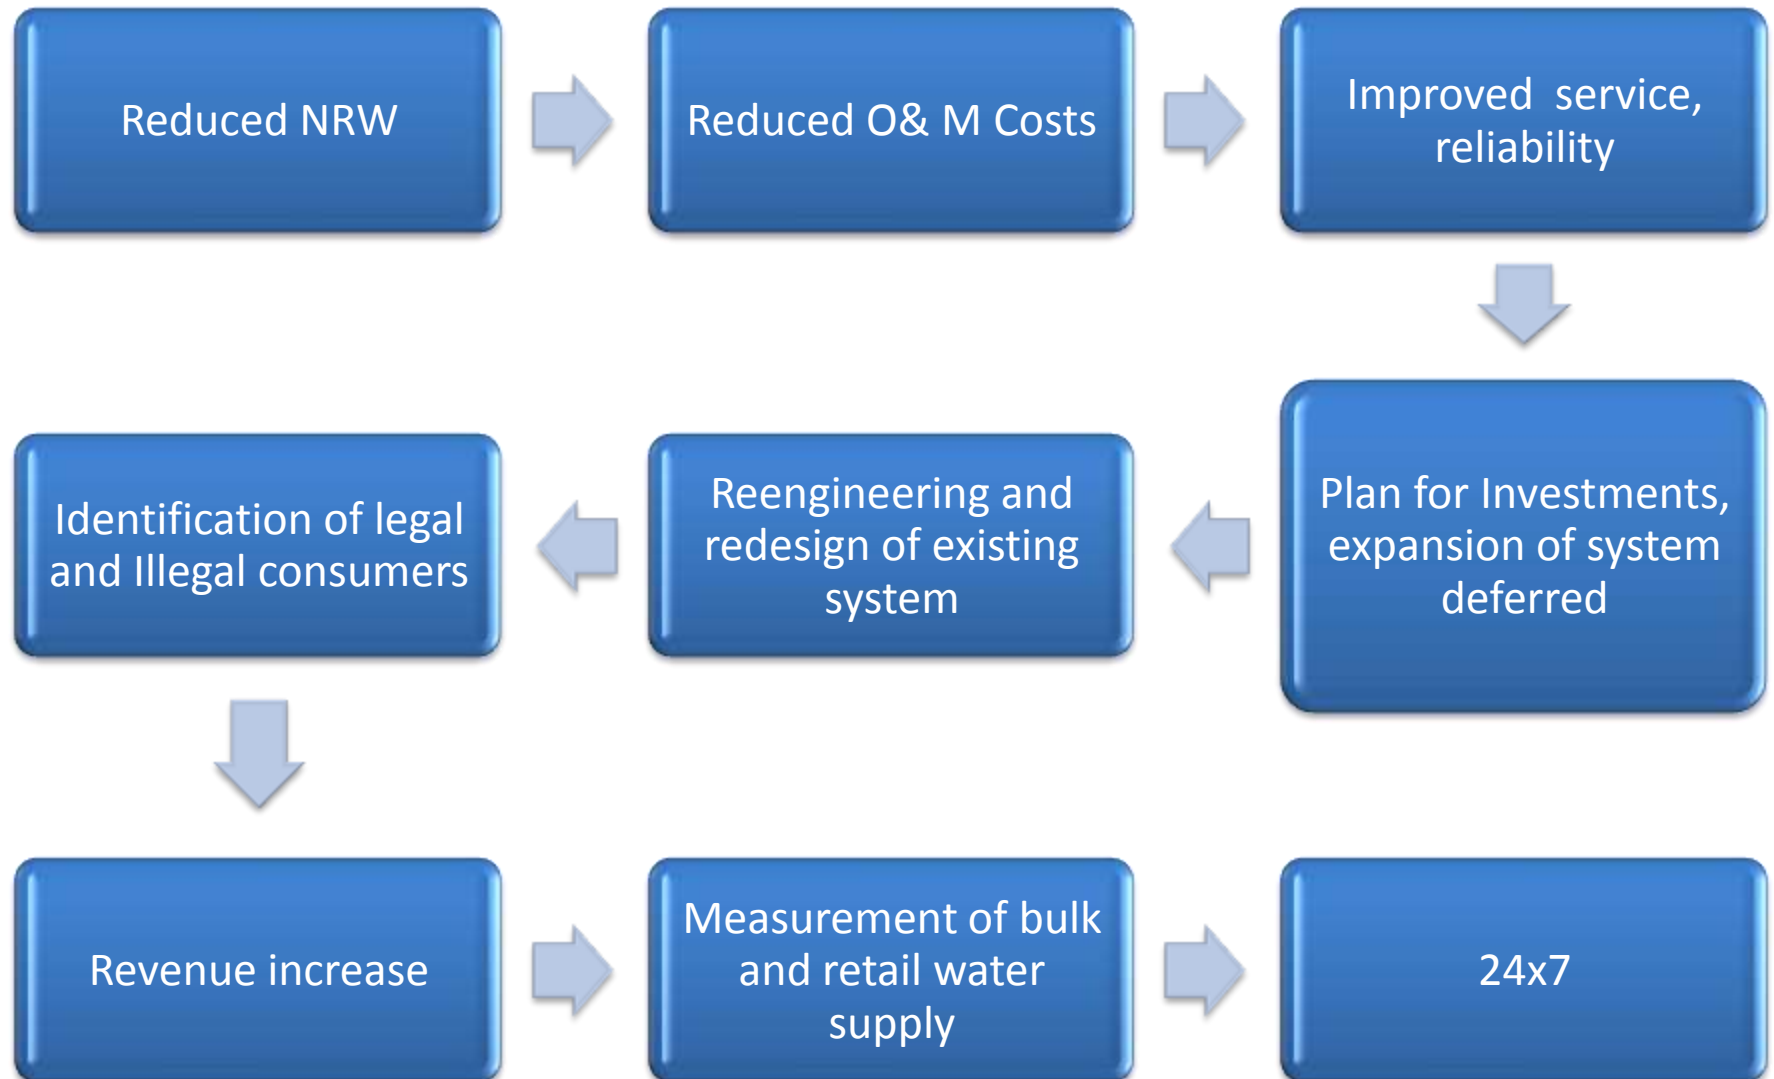 Reduced NRW
Reduced O& M Costs
Improved  service,
reliability
Plan for Investments,
expansion of system
deferred
Reengineering and
redesign of existing
system
Identification of legal
and Illegal consumers
Revenue increase
Measurement of bulk
and retail water
supply
24x7